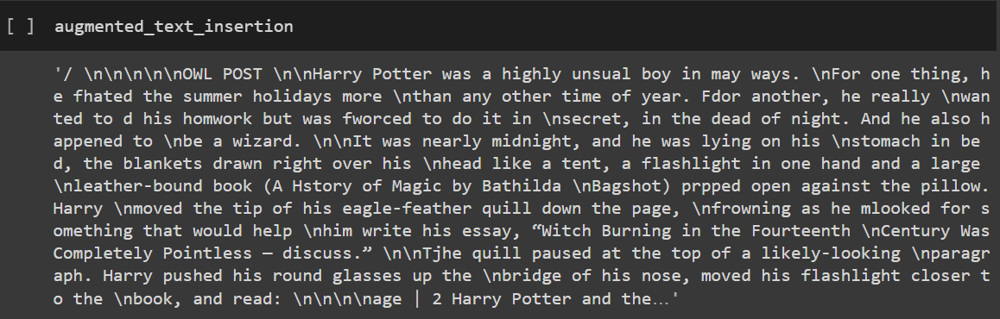 [ ] augmented_text_insertion
'/ \n\n\n\n\nOWL POST \n\nHarry Potter was a highly unsual boy in may ways. \nFor one thing, h
e fhated the summer holidays more \nthan any other time of year. Fdor another, he really \nwan
ted to d his homwork but was fworced to do it in \nsecret, in the dead of night. And he also h
appened to \nbe a wizard. \n\nIt was nearly midnight, and he was lying on his \nstomach in be
d, the blankets drawn right over his \nhead like a tent, a flashlight in one hand and a large
\nleather-bound book (A Hstory of Magic by Bathilda \nBagshot) prpped open against the pillow.
Harry \nmoved the tip of his eagle-feather quill down the page, \nfrowning as he mlooked for s
omething that would help \nhim write his essay, “Witch Burning in the Fourteenth \nCentury Was
Completely Pointless — discuss.” \n\nTjhe quill paused at the top of a likely-looking \nparagr
aph. Harry pushed his round glasses up the \nbridge of his nose, moved his flashlight closer t
o the \nbook, and read: \n\n\n\nage | 2 Harry Potter and the…'